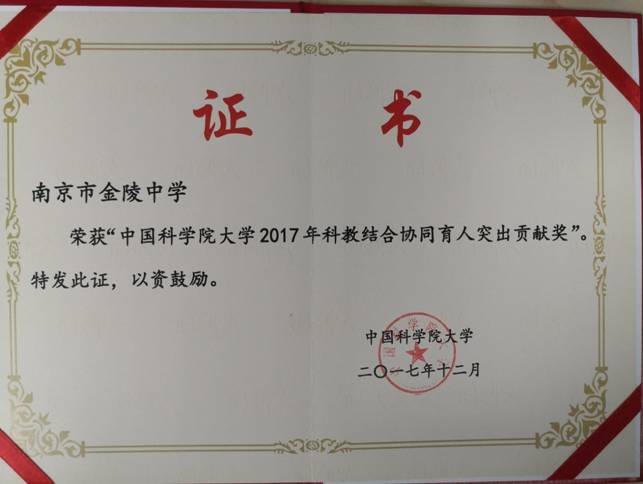 证书
南京市金陵中学
荣获“中国科学院大学2017年科教结合协同育人突出贡献奖”。
特发此证，以资鼓励。
中国科学院大学
二〇一七年十二月